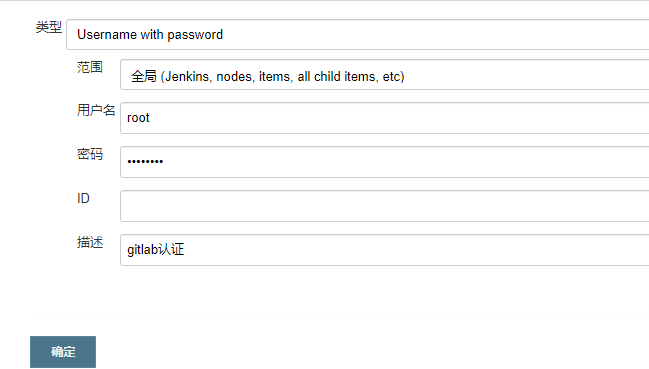 类型 Username with password
范围 全局 (Jenkins, nodes, items, all child items, etc)
用户名 root
密码 ••••••••
ID
描述 gitlab认证
确定